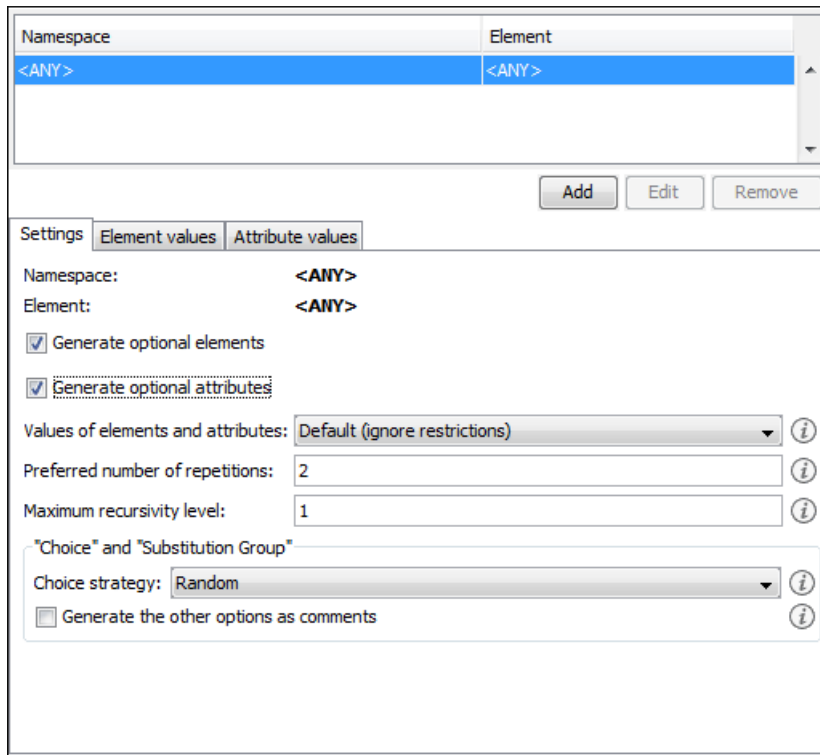 Namespace Element
<ANY> <ANY>
Add Edit Remove
Settings Element values Attribute values
Namespace: <ANY>
Element: <ANY>
Generate optional elements
Generate optional attributes
Values of elements and attributes: Default (ignore restrictions)
Preferred number of repetitions: 2
Maximum recursivity level: 1
"Choice" and "Substitution Group"
Choice strategy: Random
Generate the other options as comments